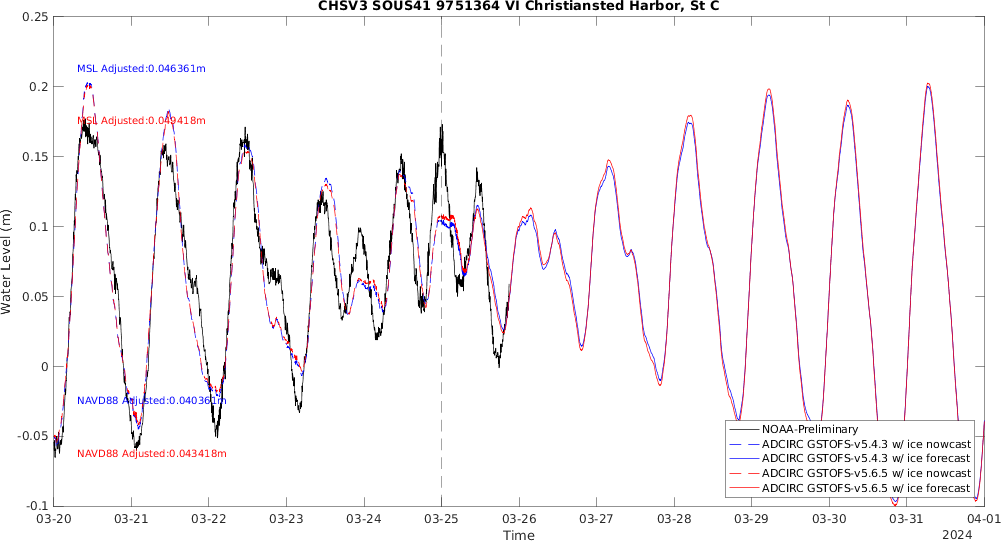 CHSV3 SOUS41 9751364 VI Christiansted Harbor, St C
0.25
0.2
0.15
0.1
0.05
0
-0.05
-0.1
Water Level (m)
MSL Adjusted:0.046361m
MSL Adjusted:0.049418m
NAVD88 Adjusted:0.040361m
NAVD88 Adjusted:0.043418m
NOAA-Preliminary
ADCIRC GSTOFS-v5.4.3 w/ ice nowcast
ADCIRC GSTOFS-v5.4.3 w/ ice forecast
ADCIRC GSTOFS-v5.6.5 w/ ice nowcast
ADCIRC GSTOFS-v5.6.5 w/ ice forecast
03-20 03-21 03-22 03-23 03-24 03-25 03-26 03-27 03-28 03-29 03-30 03-31 04-01
Time
2024